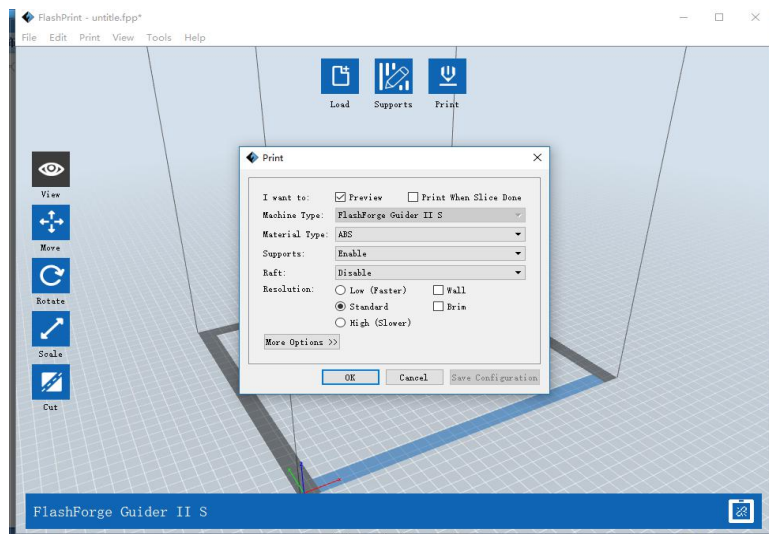 FlashPrint - untitle.fpp*
File Edit Print View Tools Help
Load Supports Print
Print
I want to: Preview Print When Slice Done
Machine Type: FlashForge Guider II S
Material Type: ABS
Supports: Enable
Raft: Disable
Resolution: Low (Faster) Wall
Standard Brim
High (Slower)
More Options >>
OK Cancel Save Configuration
View
Move
Rotate
Scale
Cut
FlashForge Guider II S